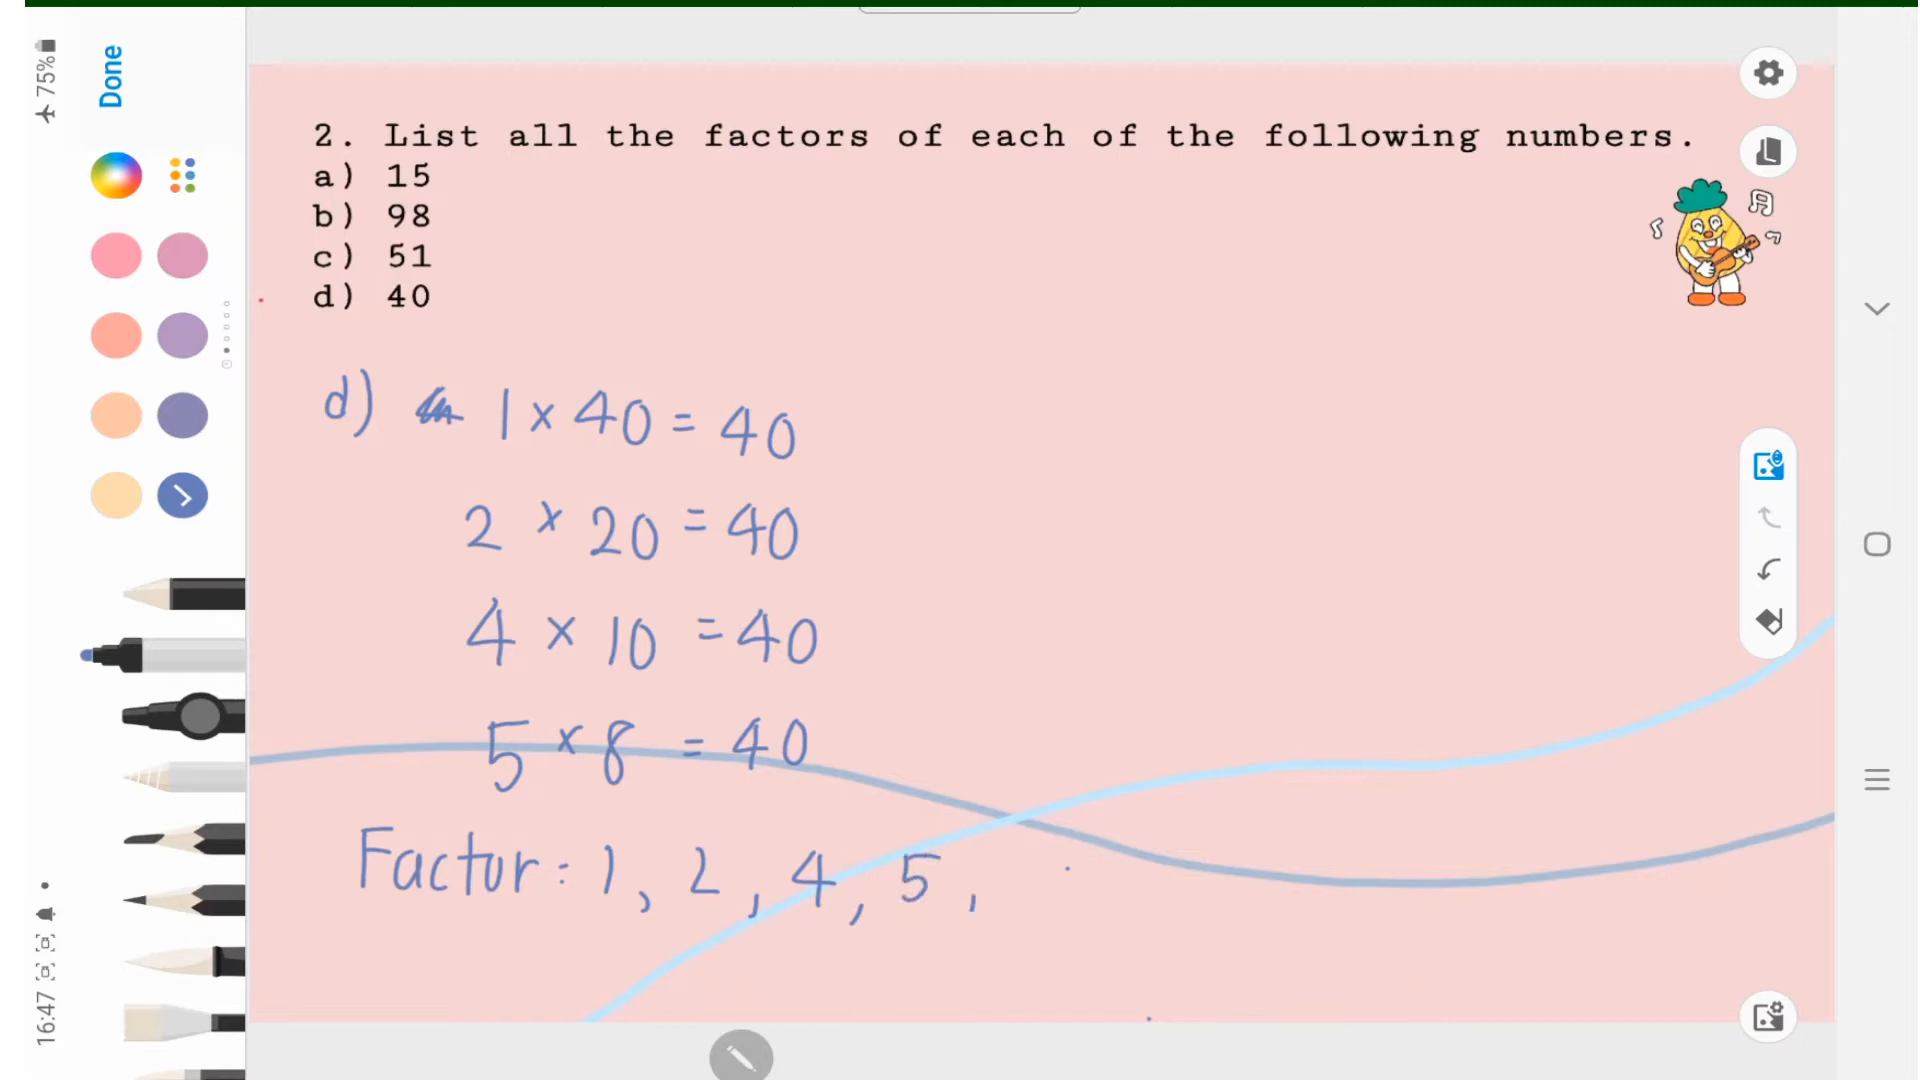 75%
Done
2. List all the factors of each of the following numbers.
a) 15
b) 98
c) 51
d) 40
d) 1 × 40 = 40
2 × 20 = 40
4 × 10 = 40
5 × 8 = 40
Factor: 1, 2, 4, 5,
16:47